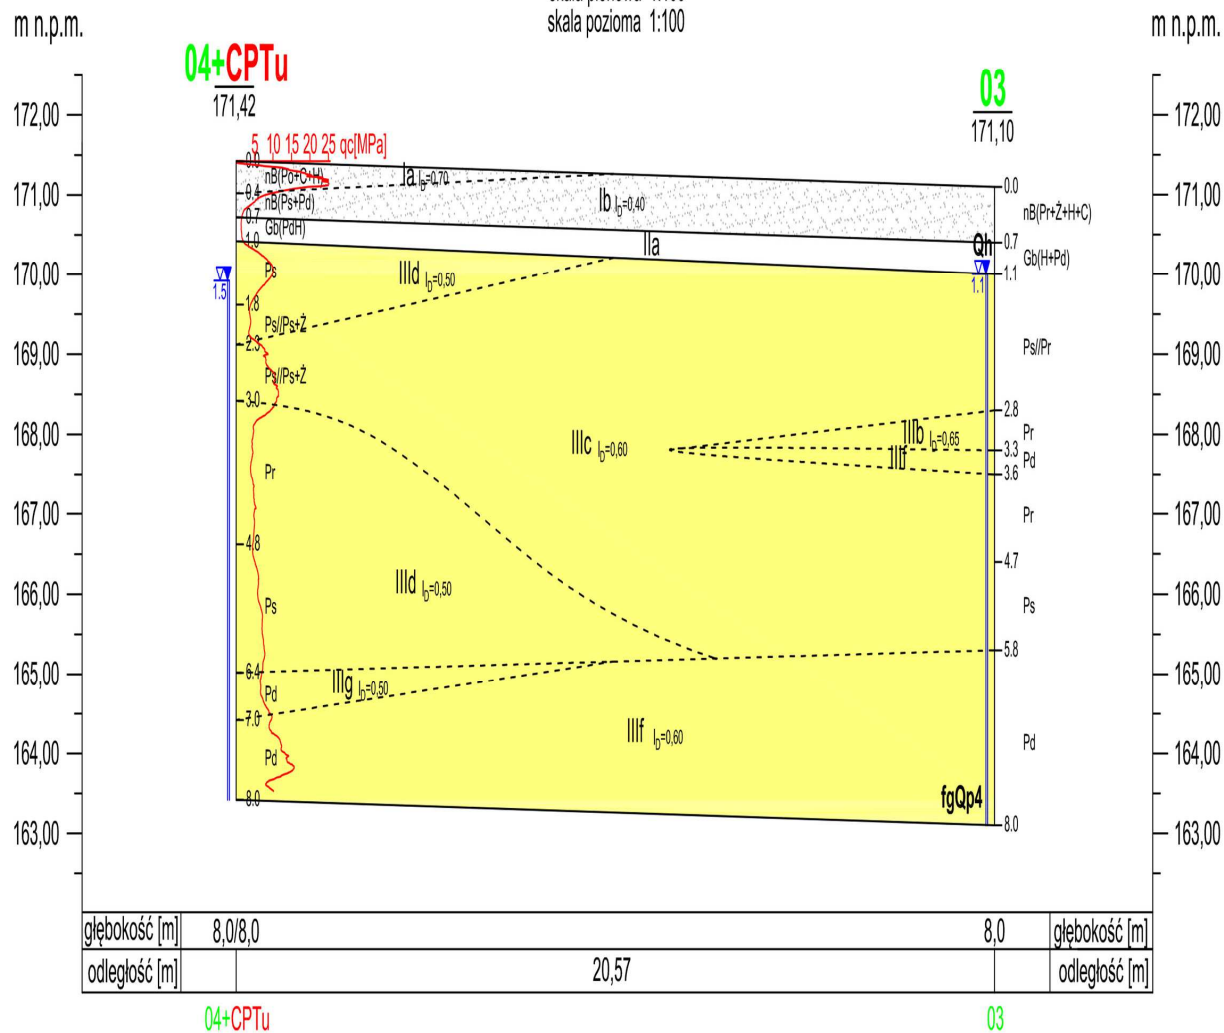 skala pozioma 1:100
m n.p.m.
m n.p.m.
04+CPTu
171,42
03
171,10
172,00
172,00
5 10 15 20 25 qc[MPa]
0.0
nB(Po+C+H)
Ia ID=0,70
0.0
171,00
0.4
nB(Ps+Pd)
Ib ID=0,40
nB(Pr+Ż+H+C)
171,00
0.7
Gb(PdH)
IIa
Qh
0.7
Gb(H+Pd)
1.0
170,00
Ps
IIId ID=0,50
1.1
170,00
1.5
1.1
1.8
Ps//Ps+Ż
2.3
Ps//Pr
169,00
169,00
Ps//Ps+Ż
3.0
2.8
168,00
IIIc ID=0,60
IIIb ID=0,65
Pr
168,00
3.3
IIIf
Pd
Pr
3.6
167,00
Pr
167,00
4.8
4.7
166,00
Ps
IIId ID=0,50
Ps
166,00
5.8
165,00
6.4
165,00
Pd
IIIg ID=0,50
7.0
164,00
Pd
IIIf ID=0,60
Pd
164,00
8.0
fgQp4
163,00
8.0
163,00
głębokość [m]
8,0/8,0
8,0
głębokość [m]
odległość [m]
20,57
odległość [m]
04+CPTu
03